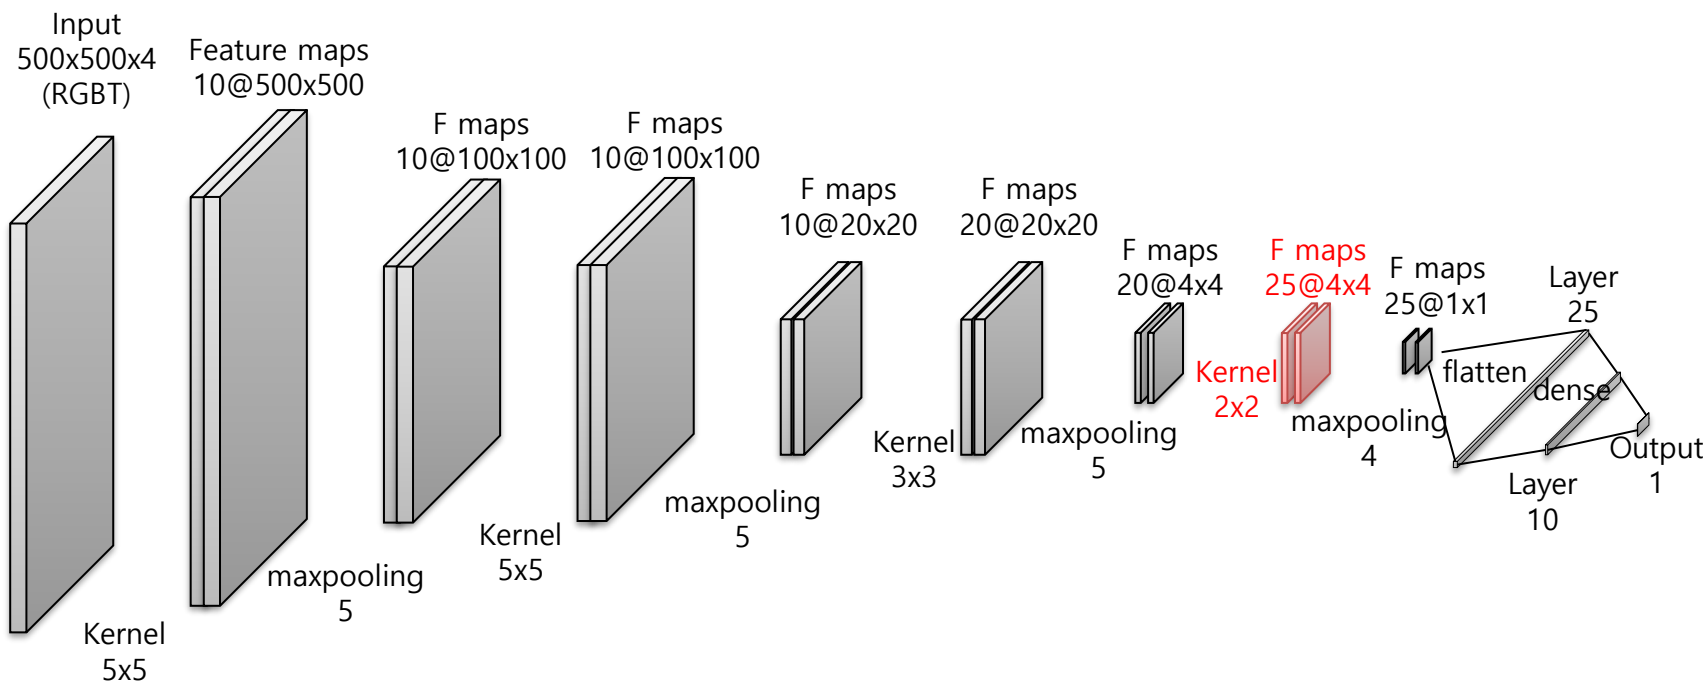 Input
500x500x4
(RGBT)
Feature maps
10@500x500
F maps
10@100x100
F maps
10@100x100
F maps
10@20x20
F maps
20@20x20
F maps
20@4x4
F maps
25@4x4
F maps
25@1x1
Layer
25
flatten
dense
Output
1
Layer
10
Kernel
5x5
maxpooling
5
Kernel
5x5
maxpooling
5
Kernel
3x3
maxpooling
5
Kernel
2x2
maxpooling
4